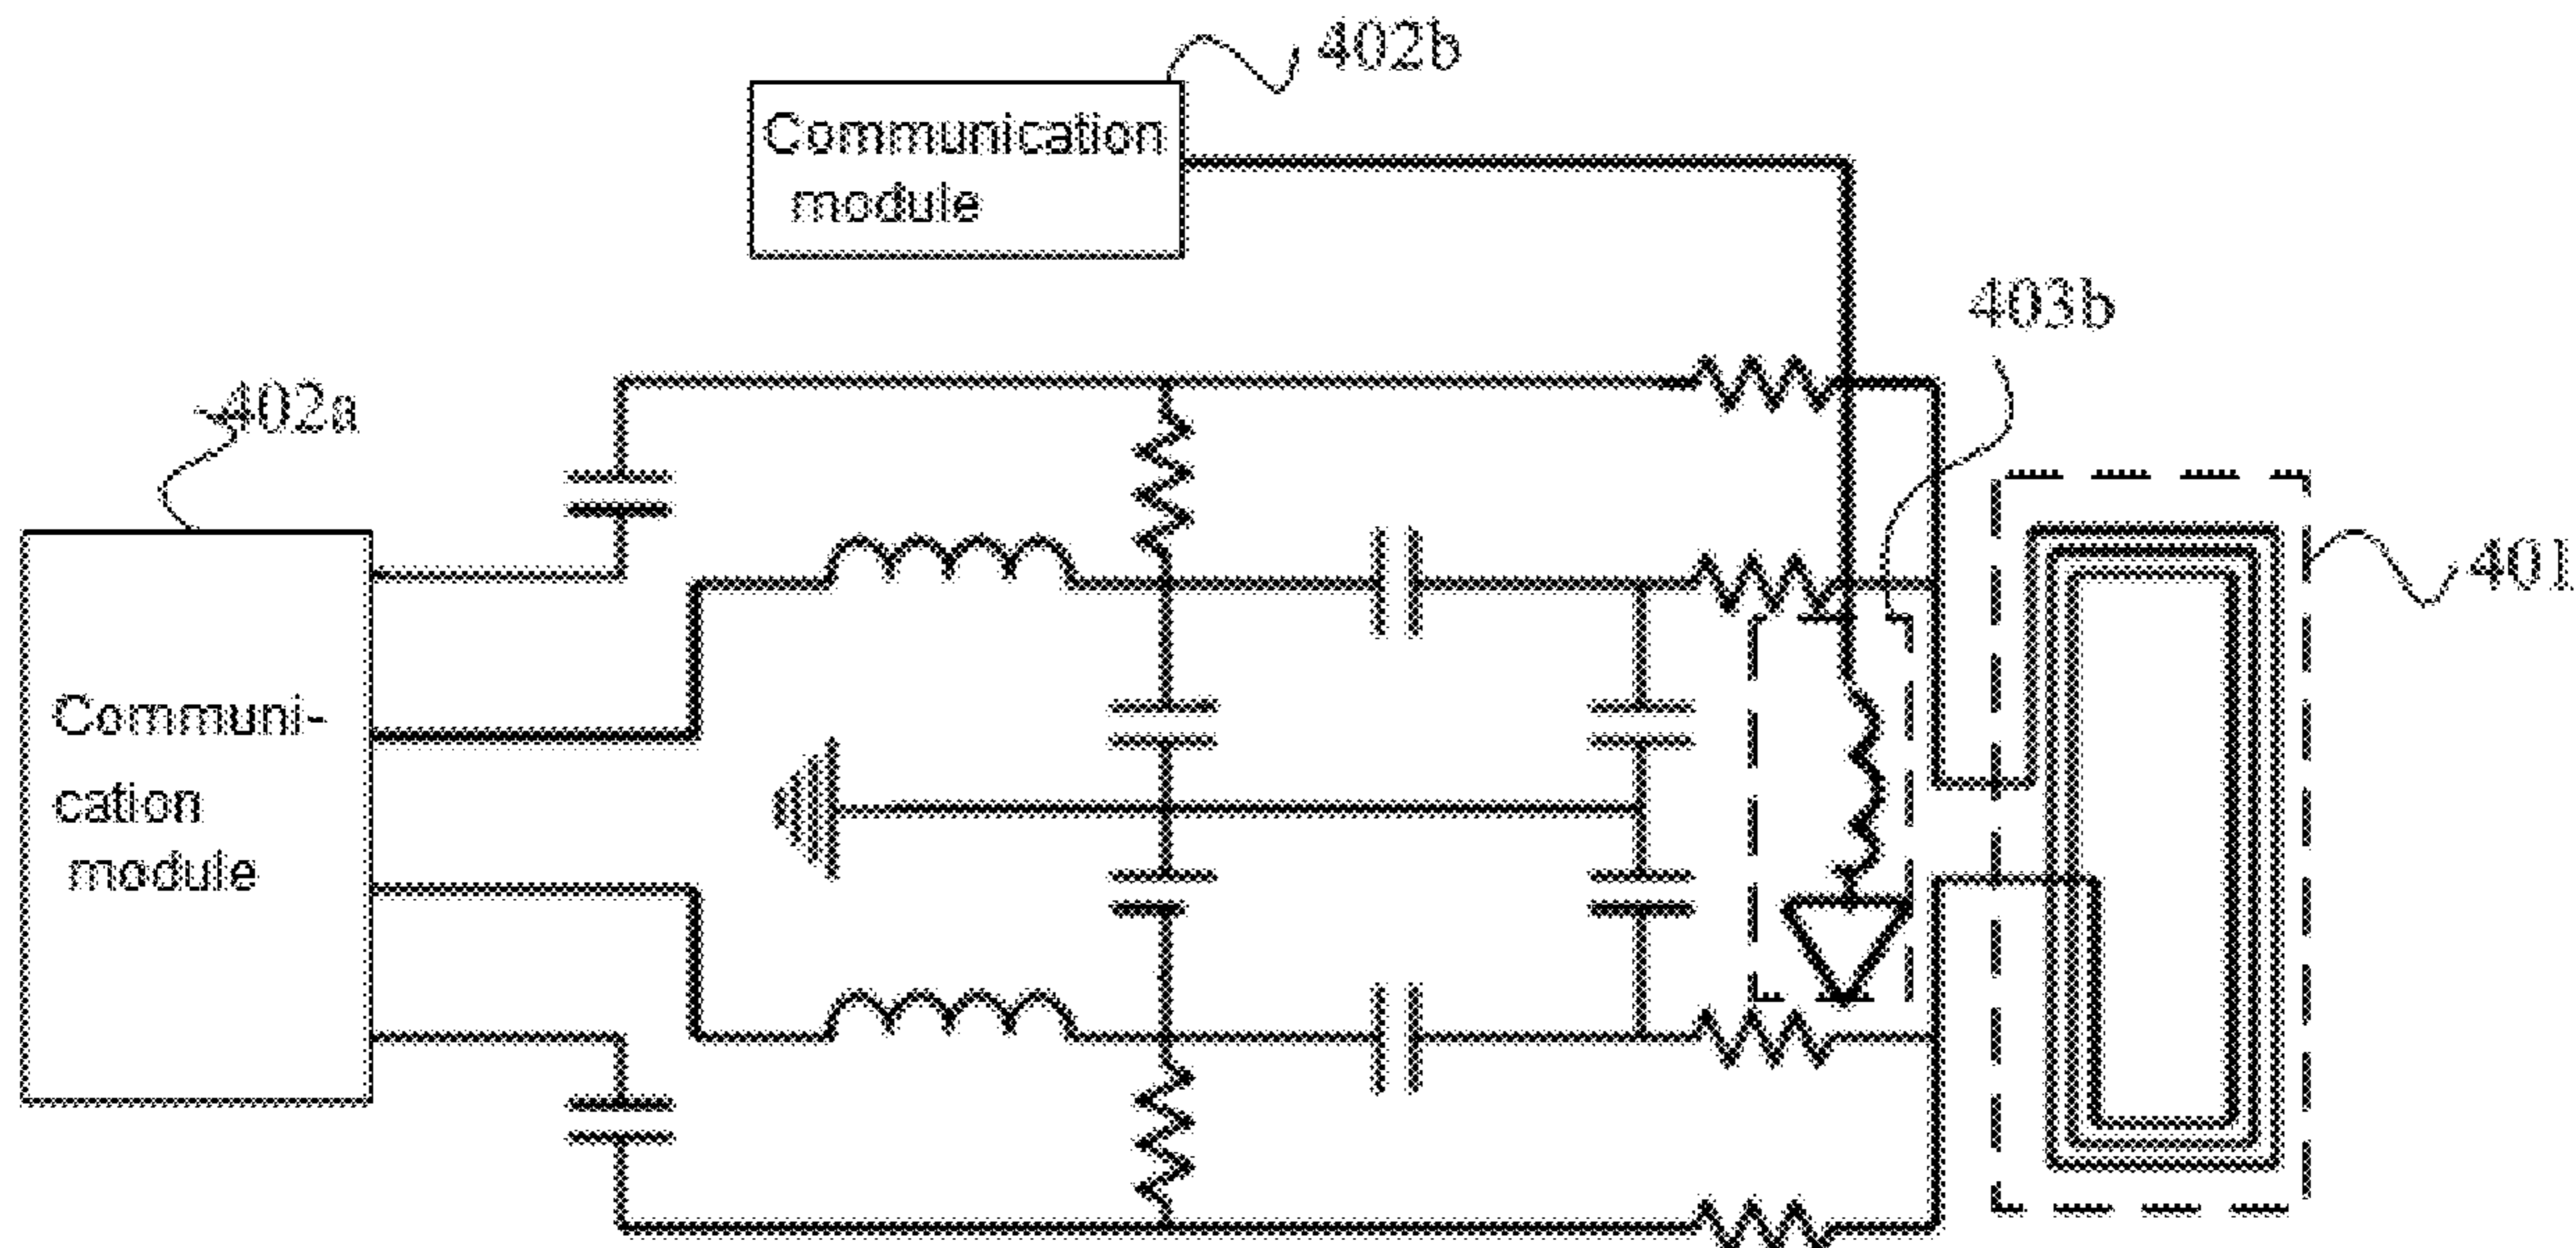 402b
Communication
module
403b
402a
401
Communi-
cation
module